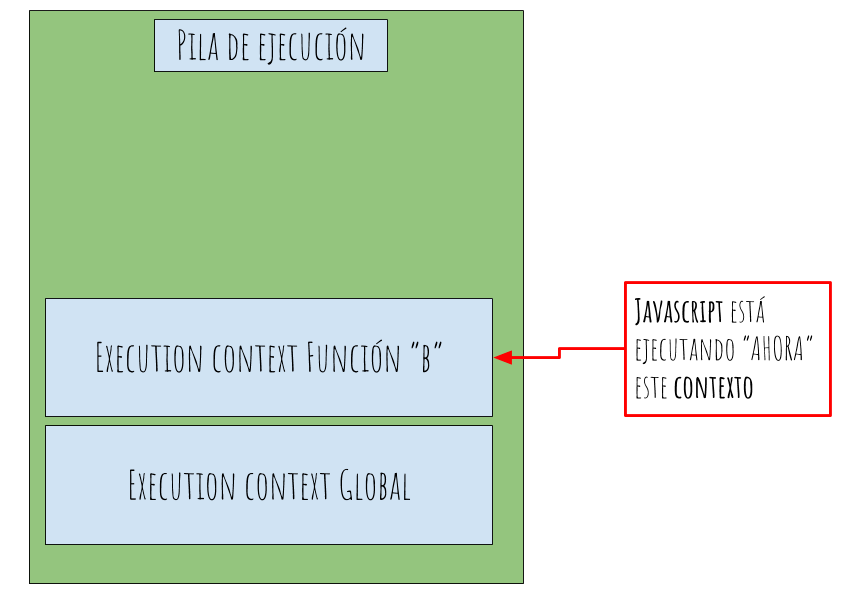 Pila de ejecución
Execution context Función "b"
Javascript está
ejecutando "AHORA"
este contexto
Execution context Global